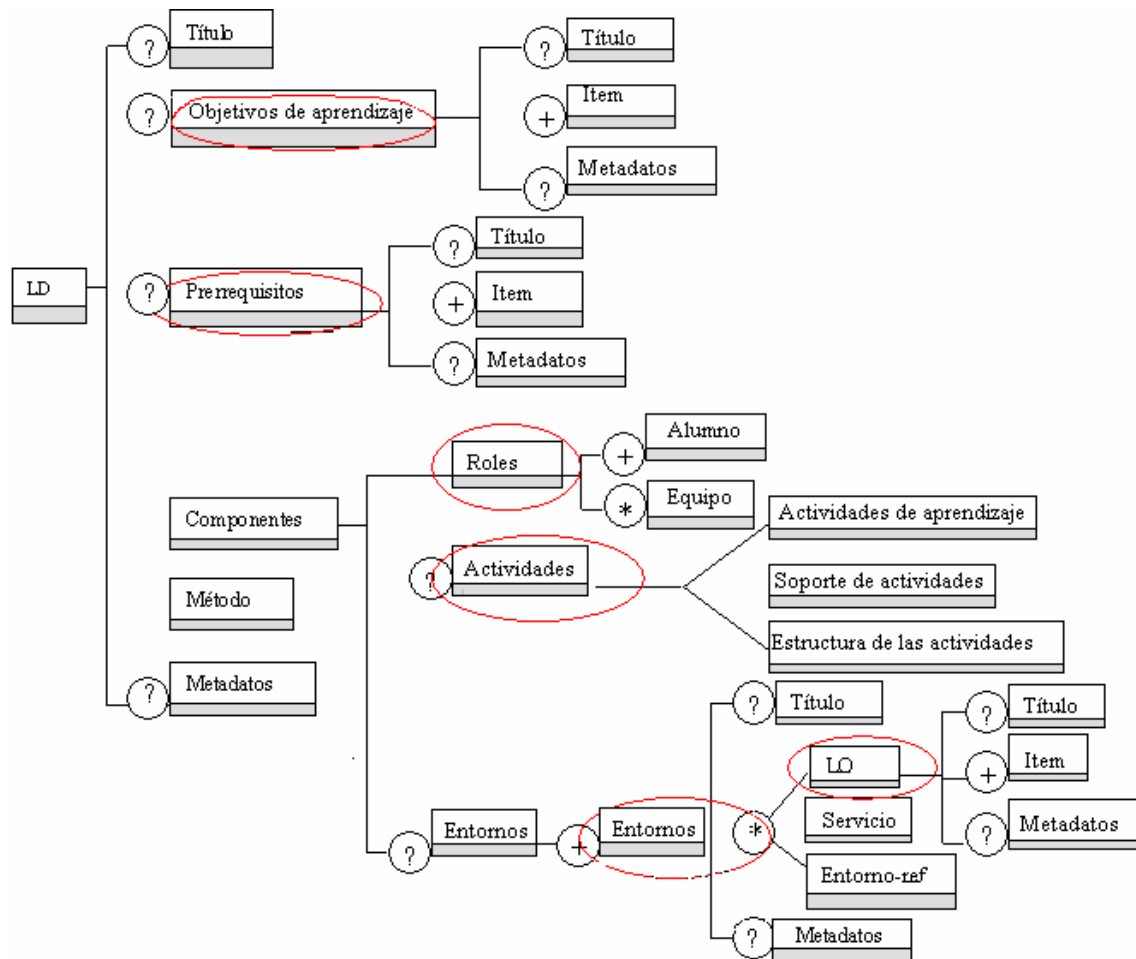 ? Título
? Objetivos de aprendizaje
? Título
+ Item
? Metadatos
LD
? Prerrequisitos
? Título
+ Item
? Metadatos
Componentes
Roles
+ Alumno
* Equipo
? Actividades
Actividades de aprendizaje
Soporte de actividades
Estructura de las actividades
Método
? Metadatos
? Entornos
+ Entornos
? Título
* LO
Servicio
Entorno-ref
? Metadatos
? Título
+ Item
? Metadatos